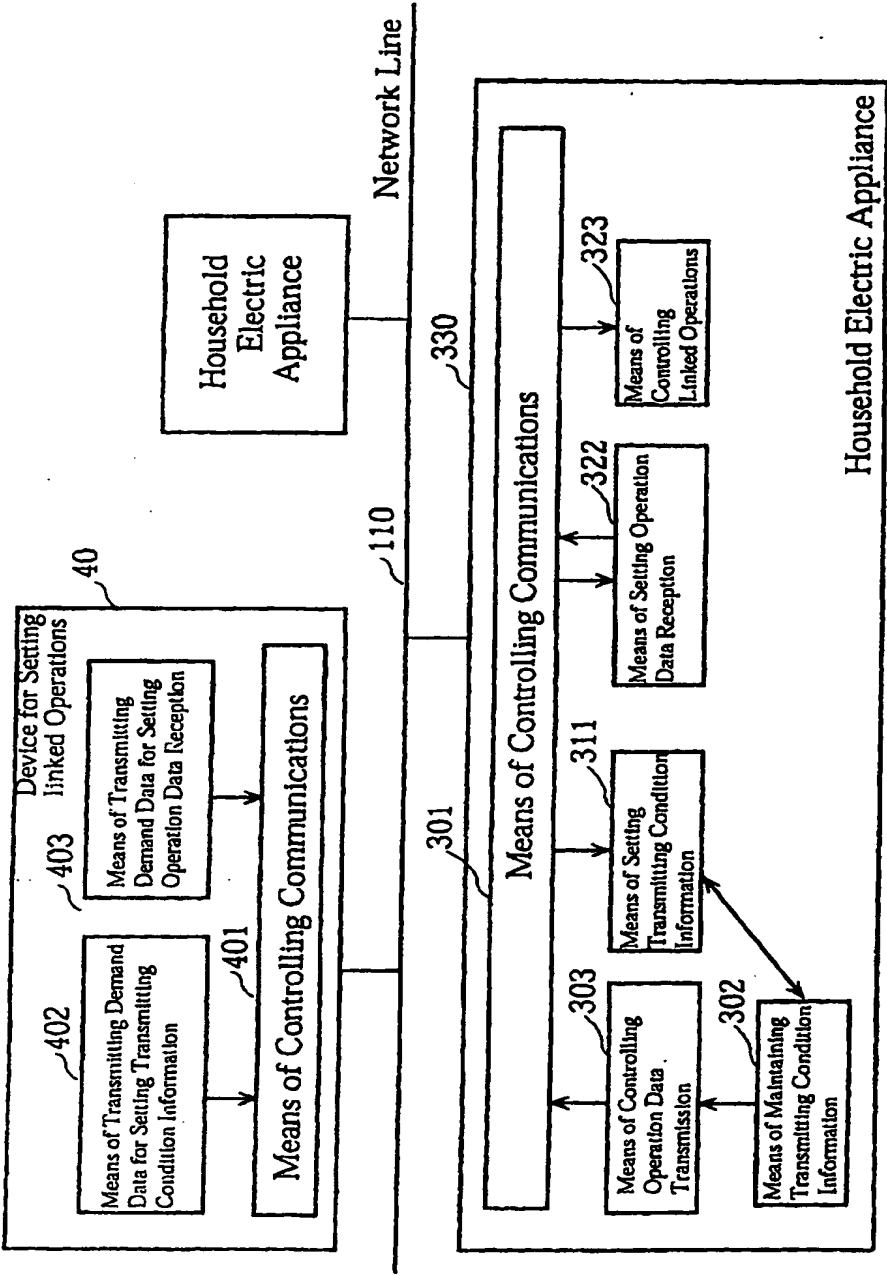 40
Device for Setting
linked Operations
402
Means of Transmitting Demand
Data for Setting Transmitting
Condition Information
403
Means of Transmitting
Demand Data for Setting
Operation Data Reception
401
Means of Controlling Communications
Household
Electric
Appliance
110
Network Line
330
301
Means of Controlling Communications
303
Means of Controlling
Operation Data
Transmission
302
Means of Maintaining
Transmitting Condition
Information
311
Means of Setting
Transmitting Condition
Information
322
Means of Setting Operation
Data Reception
323
Means of
Controlling
Linked Operations
Household Electric Appliance